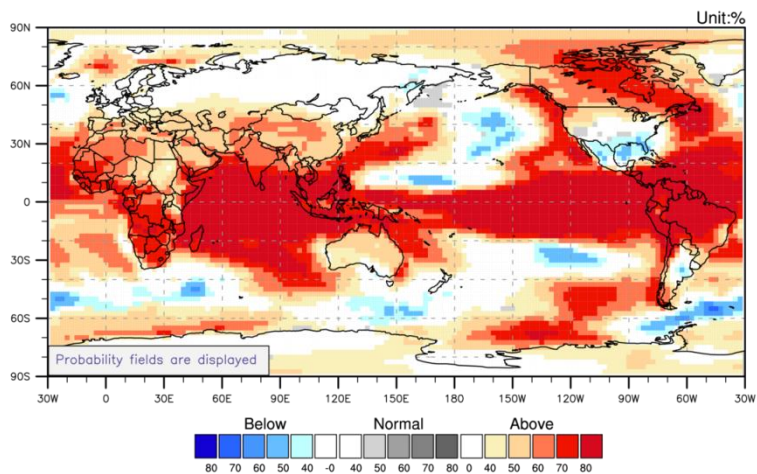 Unit:%
90N
60N
30N
0
30S
60S
90S
Probability fields are displayed
30W 0 30E 60E 90E 120E 150E 180 150W 120W 90W 60W 30W
Below Normal Above
80 70 60 50 40 -0 40 50 60 70 80 0 40 50 60 70 80